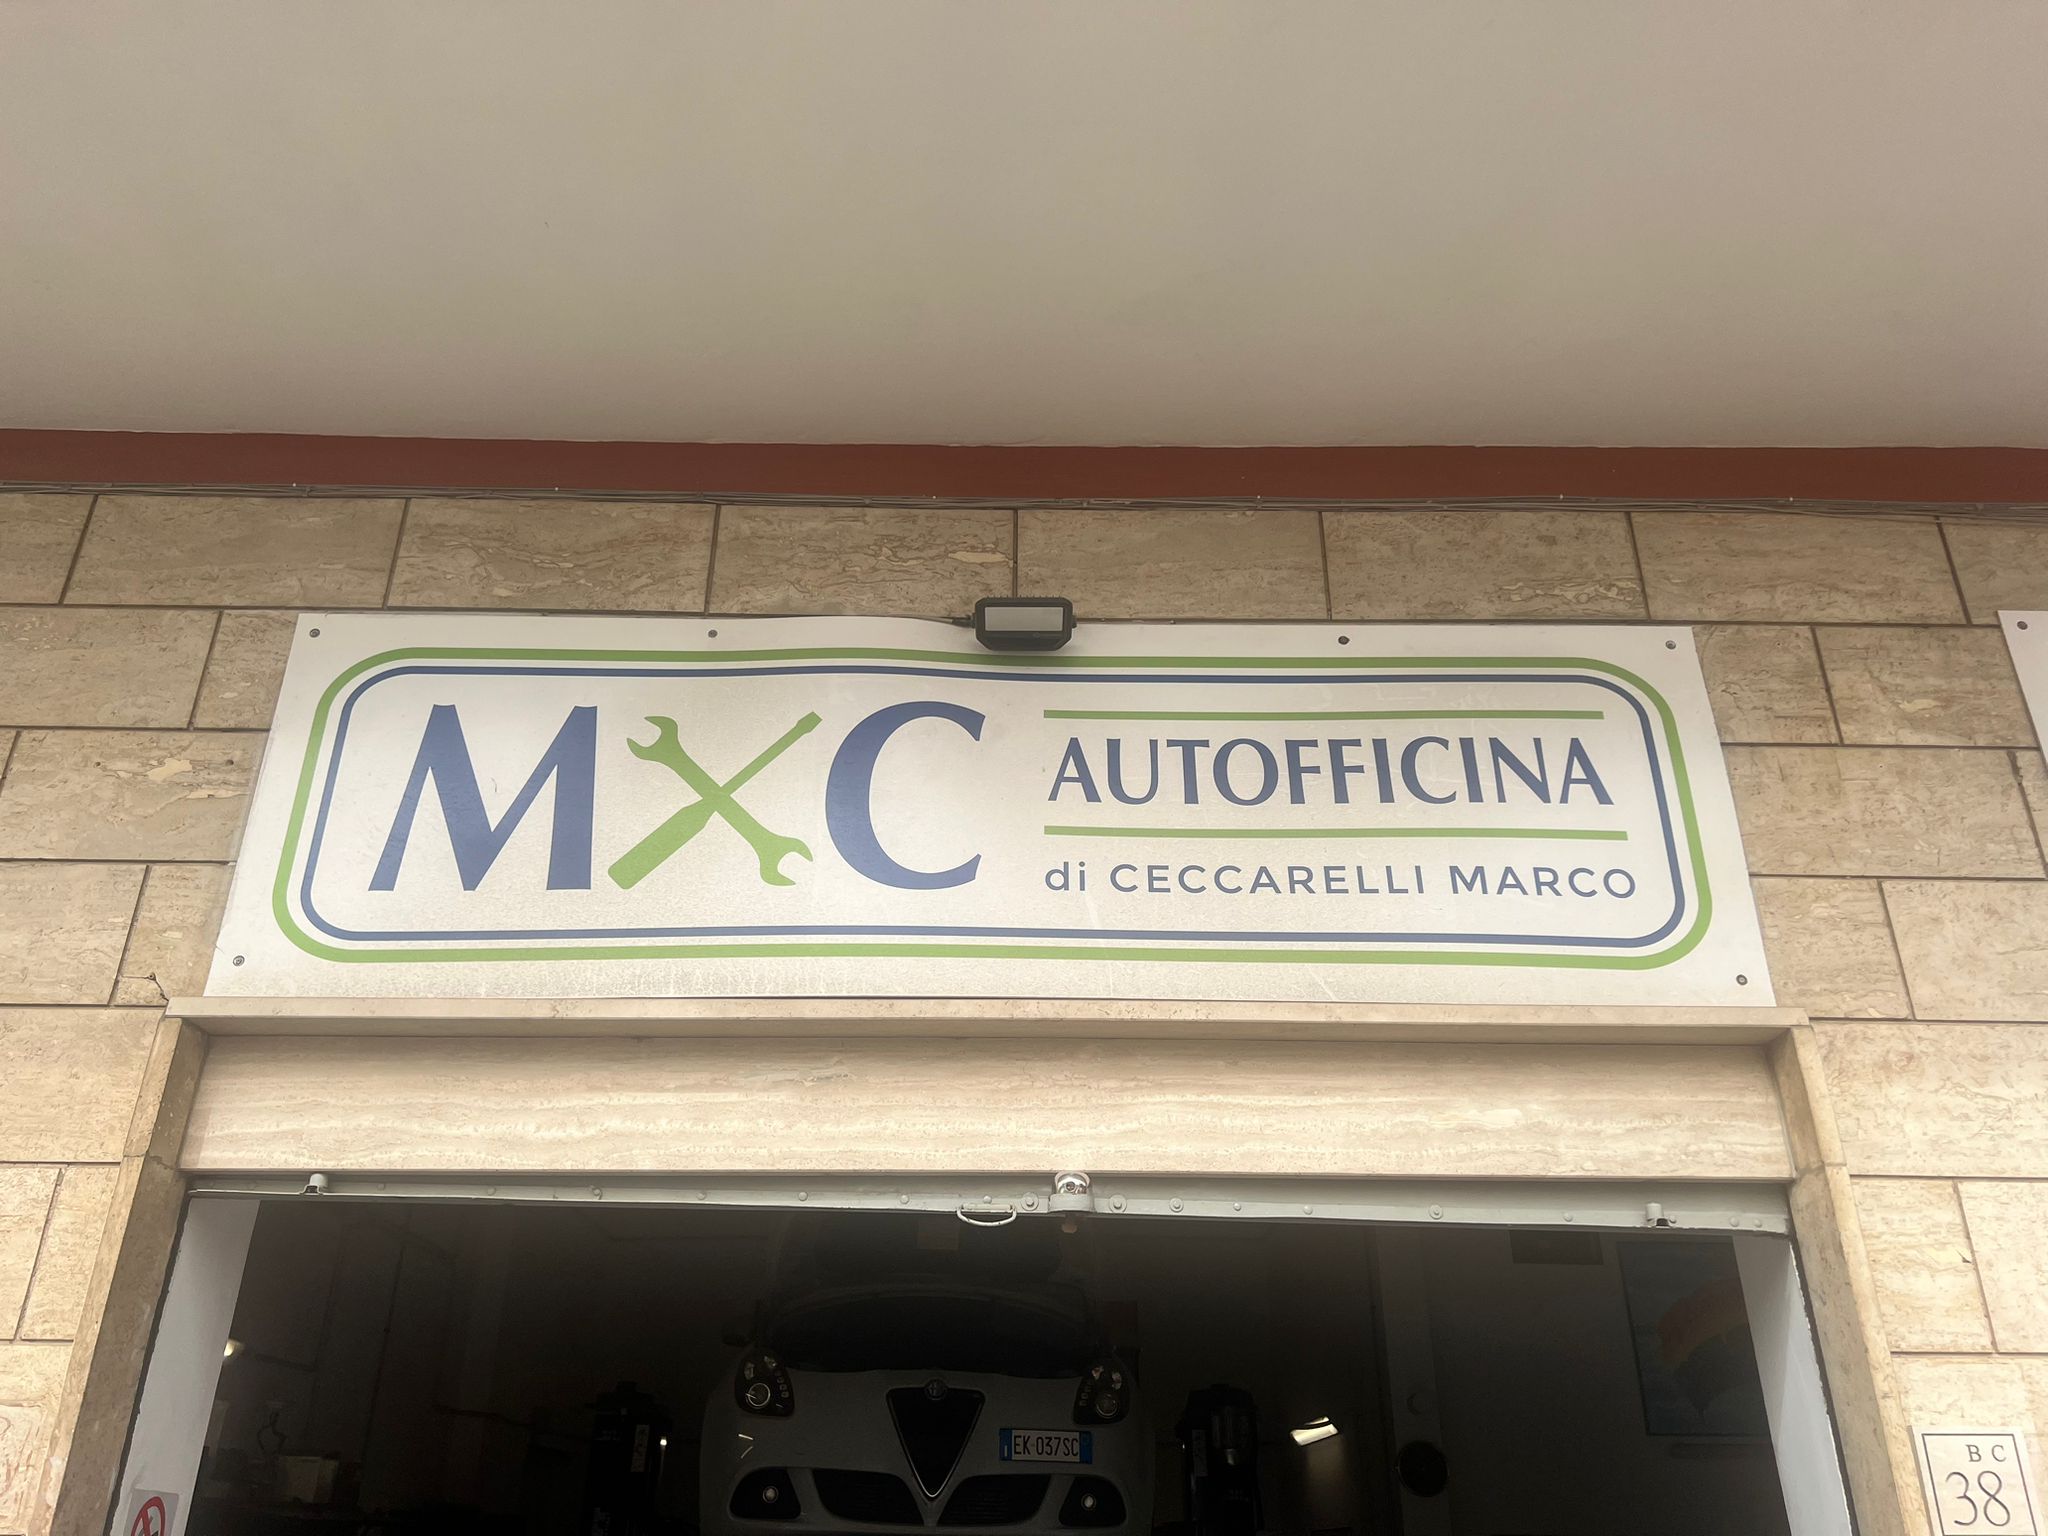 MXC
AUTOFFICINA
di CECCARELLI MARCO
EK 037SC
BC
38